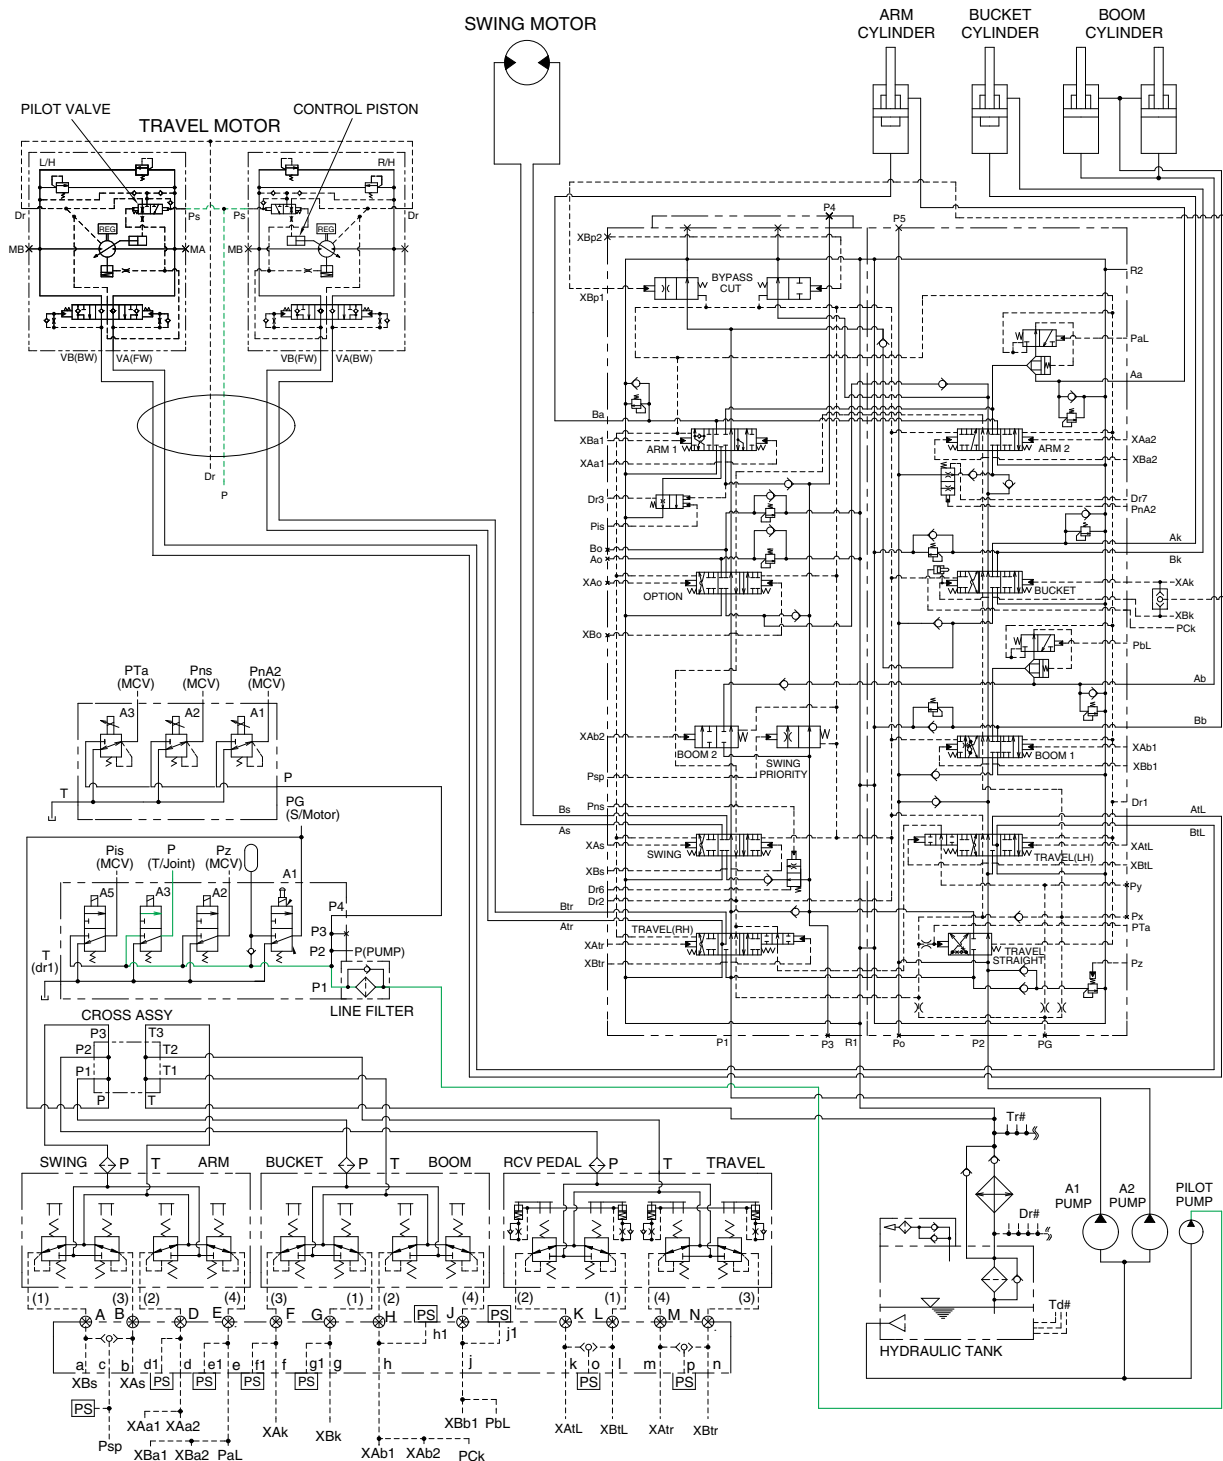 SWING MOTOR
ARM
CYLINDER
BUCKET
CYLINDER
BOOM
CYLINDER
PILOT VALVE
CONTROL PISTON
TRAVEL MOTOR
L/H
R/H
Dr
Ps
Ps
Dr
REG
REG
MB
MA
MB
VB(BW)
VA(FW)
VB(FW)
VA(BW)
Dr
P
P4
P5
XBp2
BYPASS
CUT
R2
XBp1
PaL
Aa
Ba
XBa1
ARM 1
ARM 2
XAa2
XAa1
XBa2
Dr3
Dr7
Pis
PnA2
Bo
Ak
Ao
Bk
XAo
OPTION
BUCKET
XAk
XBo
XBk
PCk
PbL
Ab
Bb
XAb2
BOOM 2
SWING
PRIORITY
BOOM 1
XAb1
Psp
XBb1
Pns
Dr1
Bs
AtL
As
BtL
XAs
SWING
TRAVEL(LH)
XAtL
XBs
XBtL
Dr6
Py
Dr2
Btr
Px
Atr
PTa
TRAVEL(RH)
XAtr
TRAVEL
STRAIGHT
XBtr
Pz
P1
P3
R1
Po
P2
PG
PTa
(MCV)
Pns
(MCV)
PnA2
(MCV)
A3
A2
A1
P
T
PG
(S/Motor)
Pis
(MCV)
P
(T/Joint)
Pz
(MCV)
A5
A3
A2
A1
P4
P3
P2
P(PUMP)
T
(dr1)
P1
LINE FILTER
CROSS ASSY
P3
T3
P2
T2
P1
T1
P
T
SWING
P
T
ARM
BUCKET
P
T
BOOM
RCV PEDAL
P
T
TRAVEL
(1)
(3)
(2)
(4)
(3)
(1)
(2)
(4)
(2)
(1)
(4)
(3)
A
B
D
E
F
G
H
PS
h1
J
PS
j1
K
L
M
N
a
c
b
d1
d
e1
e
f1
f
g1
g
h
j
k
o
l
m
p
n
PS
PS
PS
PS
PS
PS
XBs
XAs
PS
Psp
XAa1
XAa2
XBa1
XBa2
PaL
XAk
XBk
XAb1
XAb2
PCk
XBb1
PbL
XAtL
XBtL
XAtr
XBtr
Tr#
A1
PUMP
A2
PUMP
PILOT
PUMP
Dr#
Td#
HYDRAULIC TANK